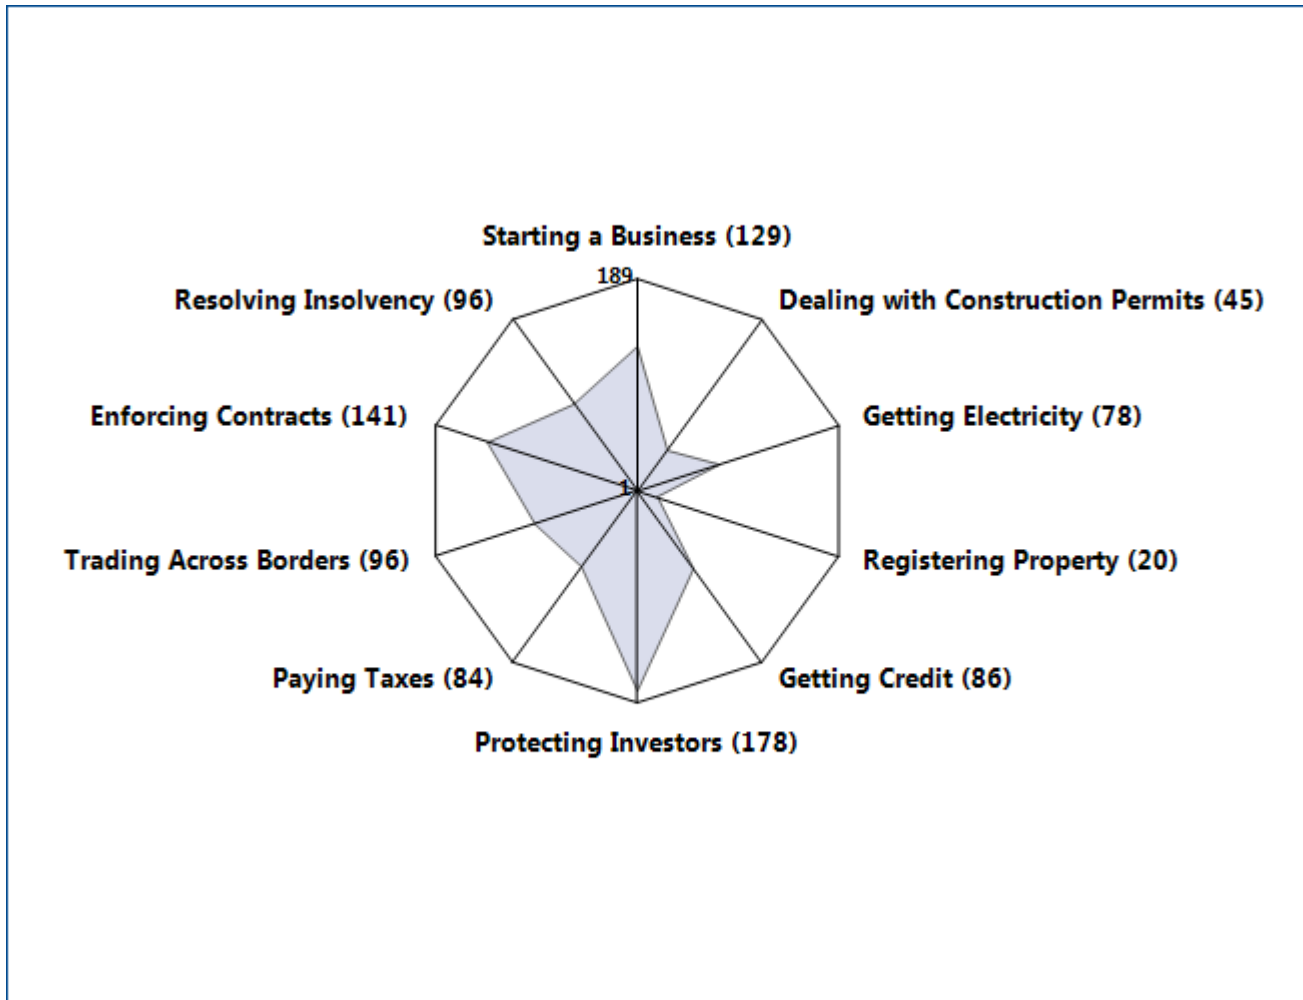 Starting a Business (129)
189
Resolving Insolvency (96)
Dealing with Construction Permits (45)
Enforcing Contracts (141)
Getting Electricity (78)
1
Trading Across Borders (96)
Registering Property (20)
Paying Taxes (84)
Getting Credit (86)
Protecting Investors (178)